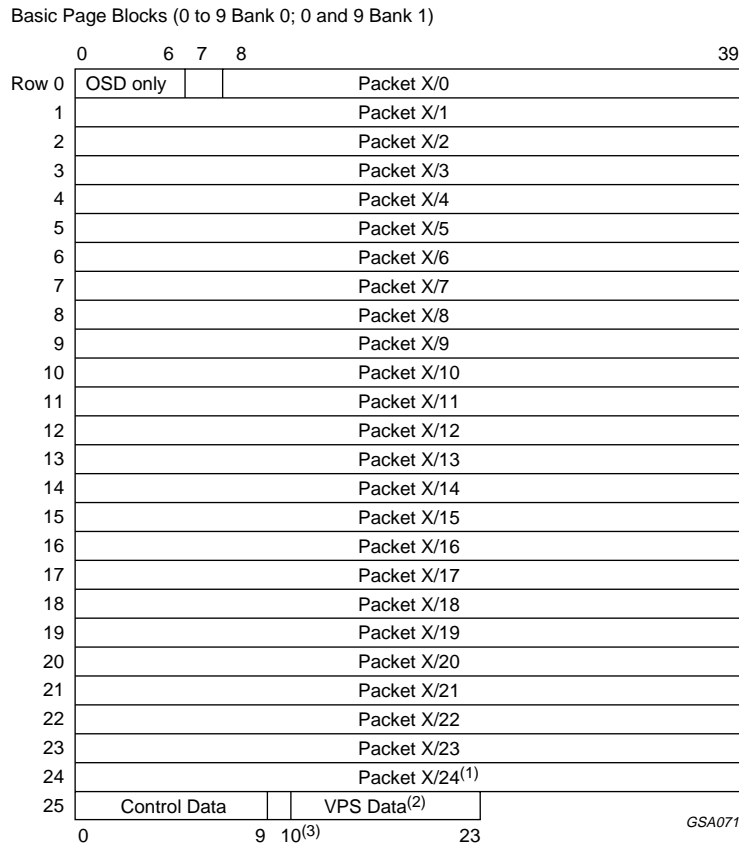 Basic Page Blocks (0 to 9 Bank 0; 0 and 9 Bank 1)
0 6 7 8 39
Row 0 OSD only Packet X/0
1 Packet X/1
2 Packet X/2
3 Packet X/3
4 Packet X/4
5 Packet X/5
6 Packet X/6
7 Packet X/7
8 Packet X/8
9 Packet X/9
10 Packet X/10
11 Packet X/11
12 Packet X/12
13 Packet X/13
14 Packet X/14
15 Packet X/15
16 Packet X/16
17 Packet X/17
18 Packet X/18
19 Packet X/19
20 Packet X/20
21 Packet X/21
22 Packet X/22
23 Packet X/23
24 Packet X/24(1)
25 Control Data VPS Data(2)
0 9 10(3) 23
GSA071